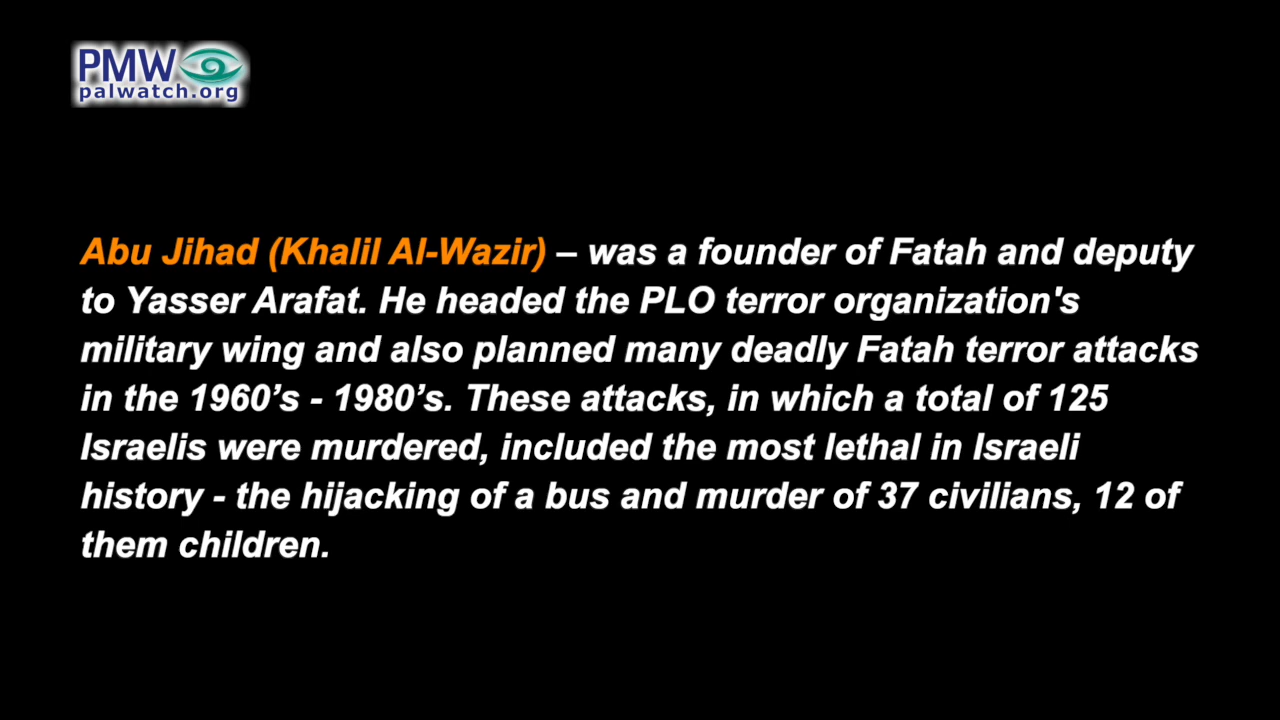 PMW
palwatch.org
Abu Jihad (Khalil Al-Wazir) – was a founder of Fatah and deputy
to Yasser Arafat. He headed the PLO terror organization's
military wing and also planned many deadly Fatah terror attacks
in the 1960’s - 1980’s. These attacks, in which a total of 125
Israelis were murdered, included the most lethal in Israeli
history - the hijacking of a bus and murder of 37 civilians, 12 of
them children.